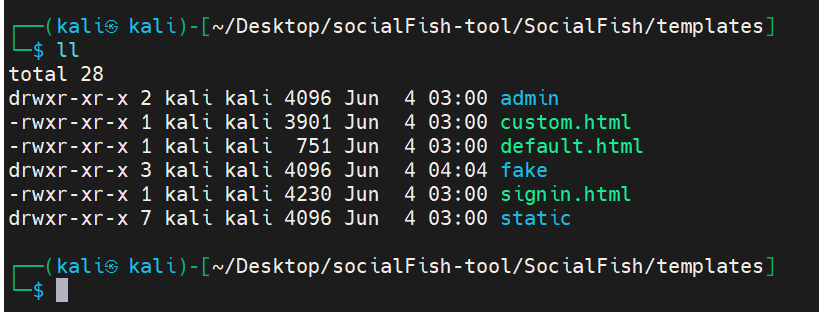 ┌──(kali㉿ kali)-[~/Desktop/socialFish-tool/SocialFish/templates]
└─$ ll
total 28
drwxr-xr-x 2 kali kali 4096 Jun  4 03:00 admin
-rwxr-xr-x 1 kali kali 3901 Jun  4 03:00 custom.html
-rwxr-xr-x 1 kali kali  751 Jun  4 03:00 default.html
drwxr-xr-x 3 kali kali 4096 Jun  4 04:04 fake
-rwxr-xr-x 1 kali kali 4230 Jun  4 03:00 signin.html
drwxr-xr-x 7 kali kali 4096 Jun  4 03:00 static
┌──(kali㉿ kali)-[~/Desktop/socialFish-tool/SocialFish/templates]
└─$